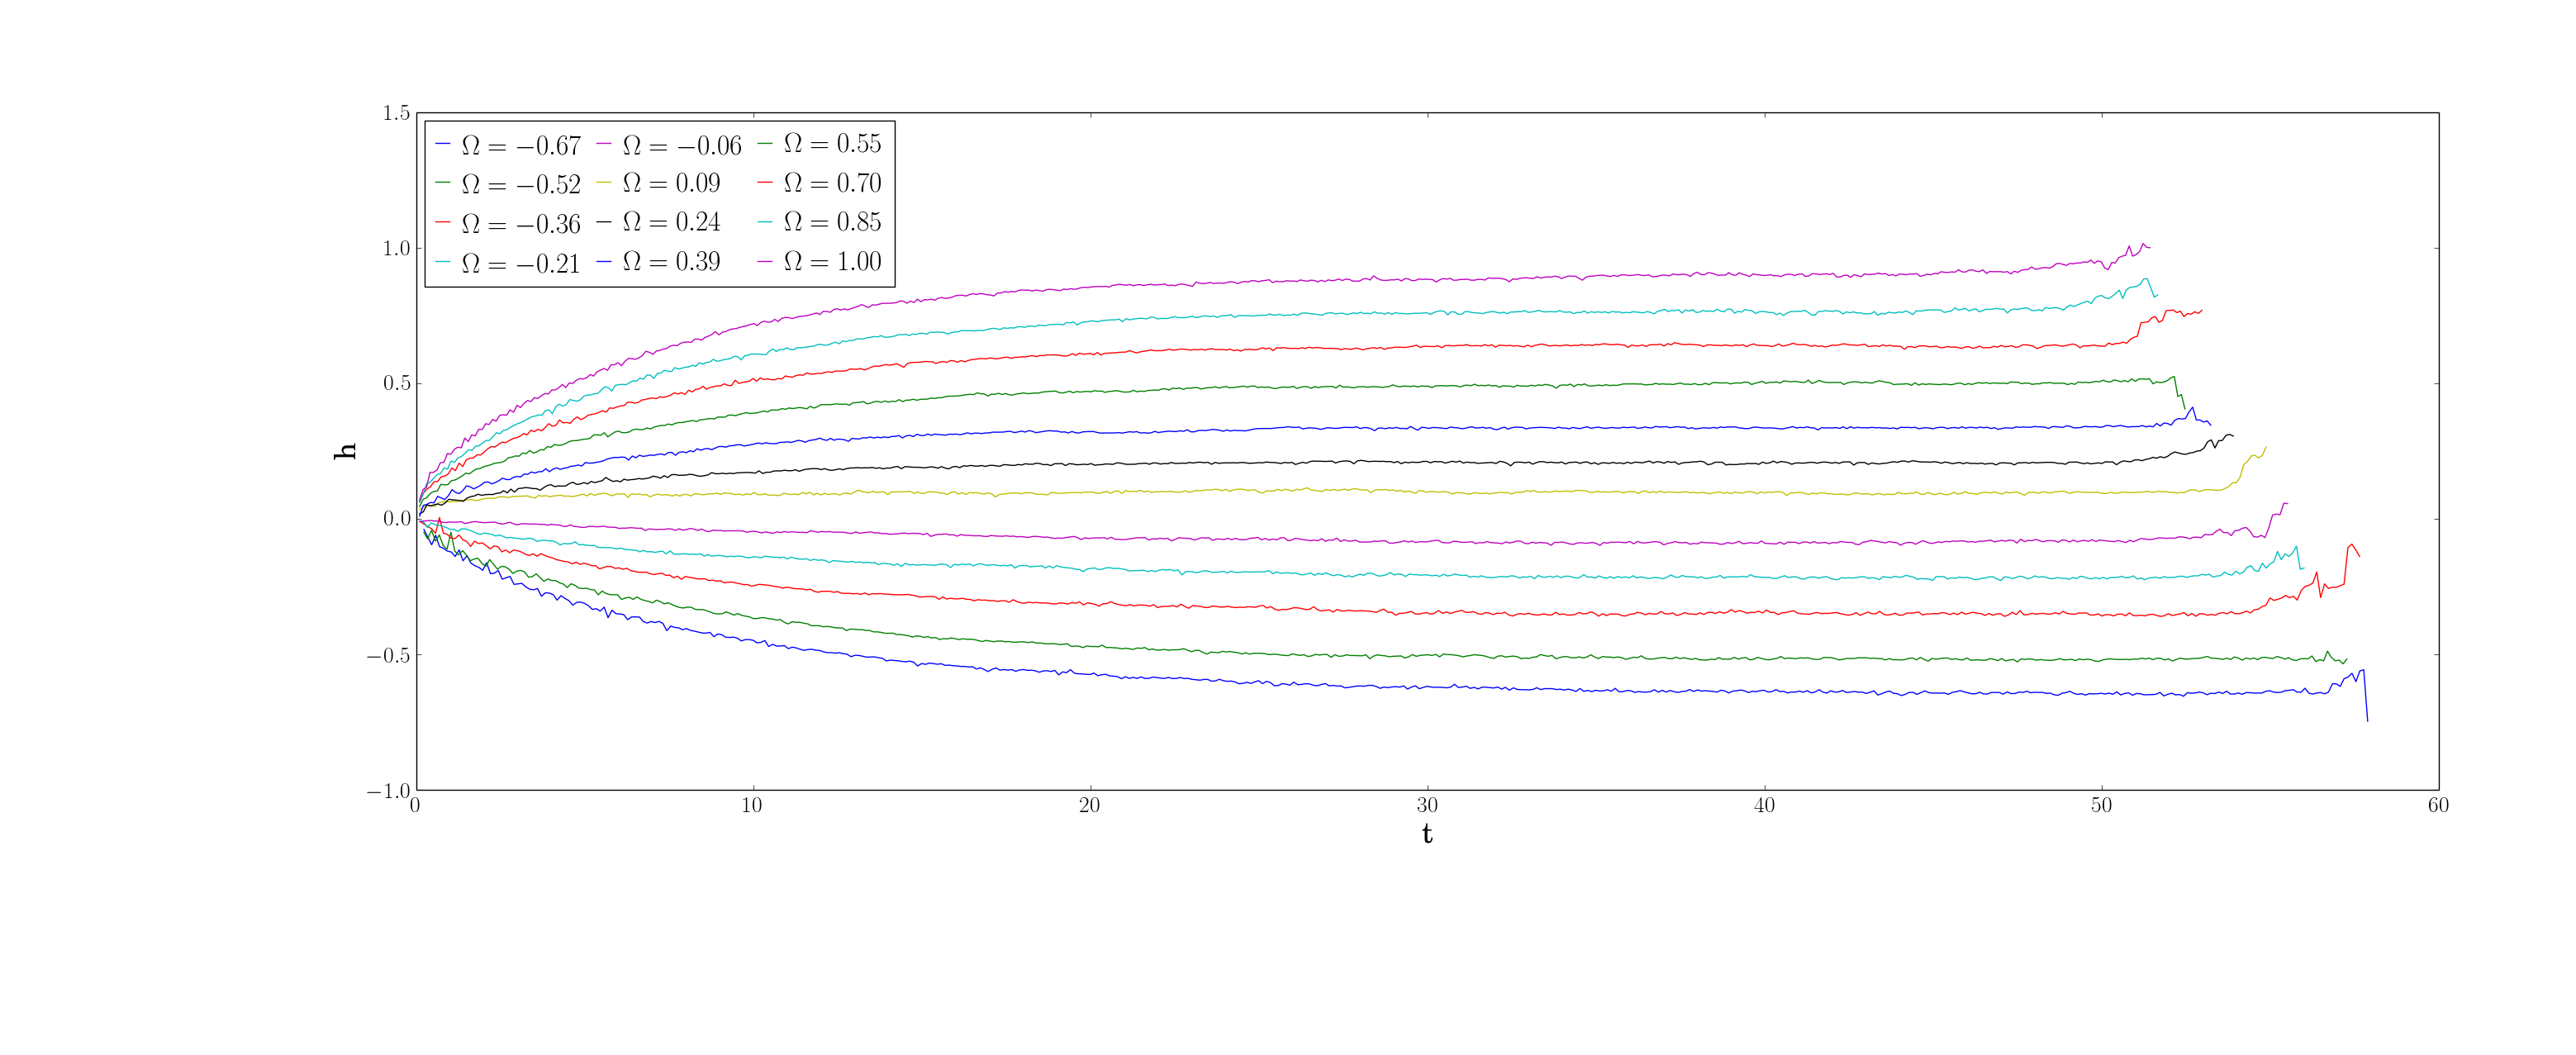 1.5
Ω = −0.67 Ω = −0.06 Ω = 0.55
Ω = −0.52 Ω = 0.09 Ω = 0.70
Ω = −0.36 Ω = 0.24 Ω = 0.85
1.0
Ω = −0.21 Ω = 0.39 Ω = 1.00
0.5
h
0.0
−0.5
−1.0
0 10 20 30 40 50 60
t